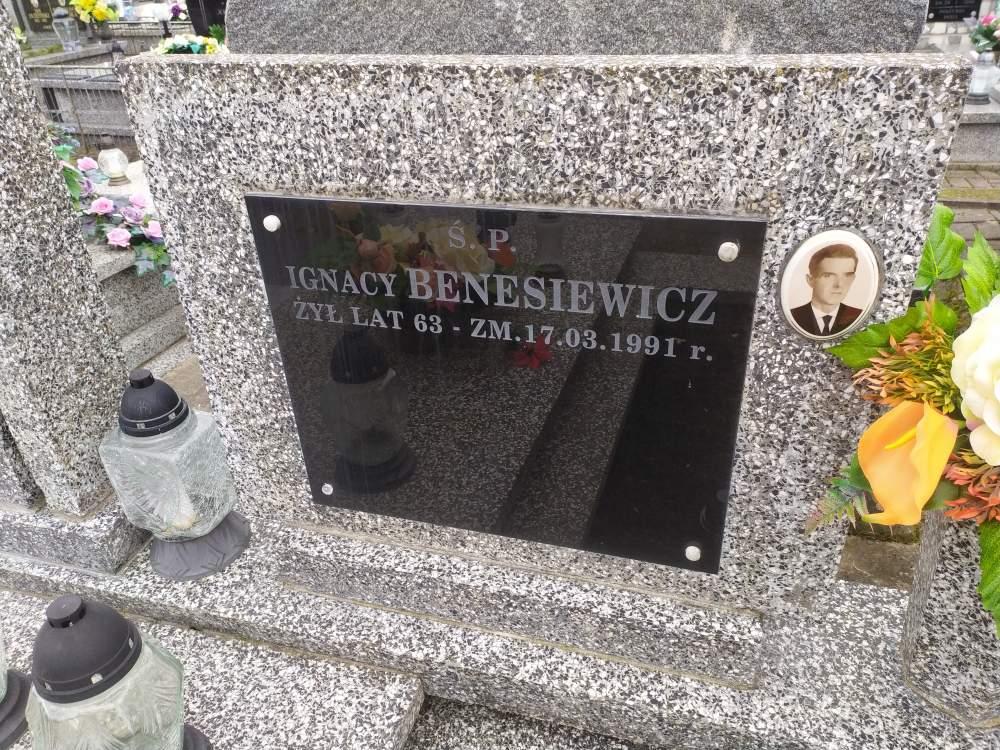 Ś. P.
IGNACY BENESIEWICZ
ŻYŁ LAT 63 - ZM. 17.03.1991 r.